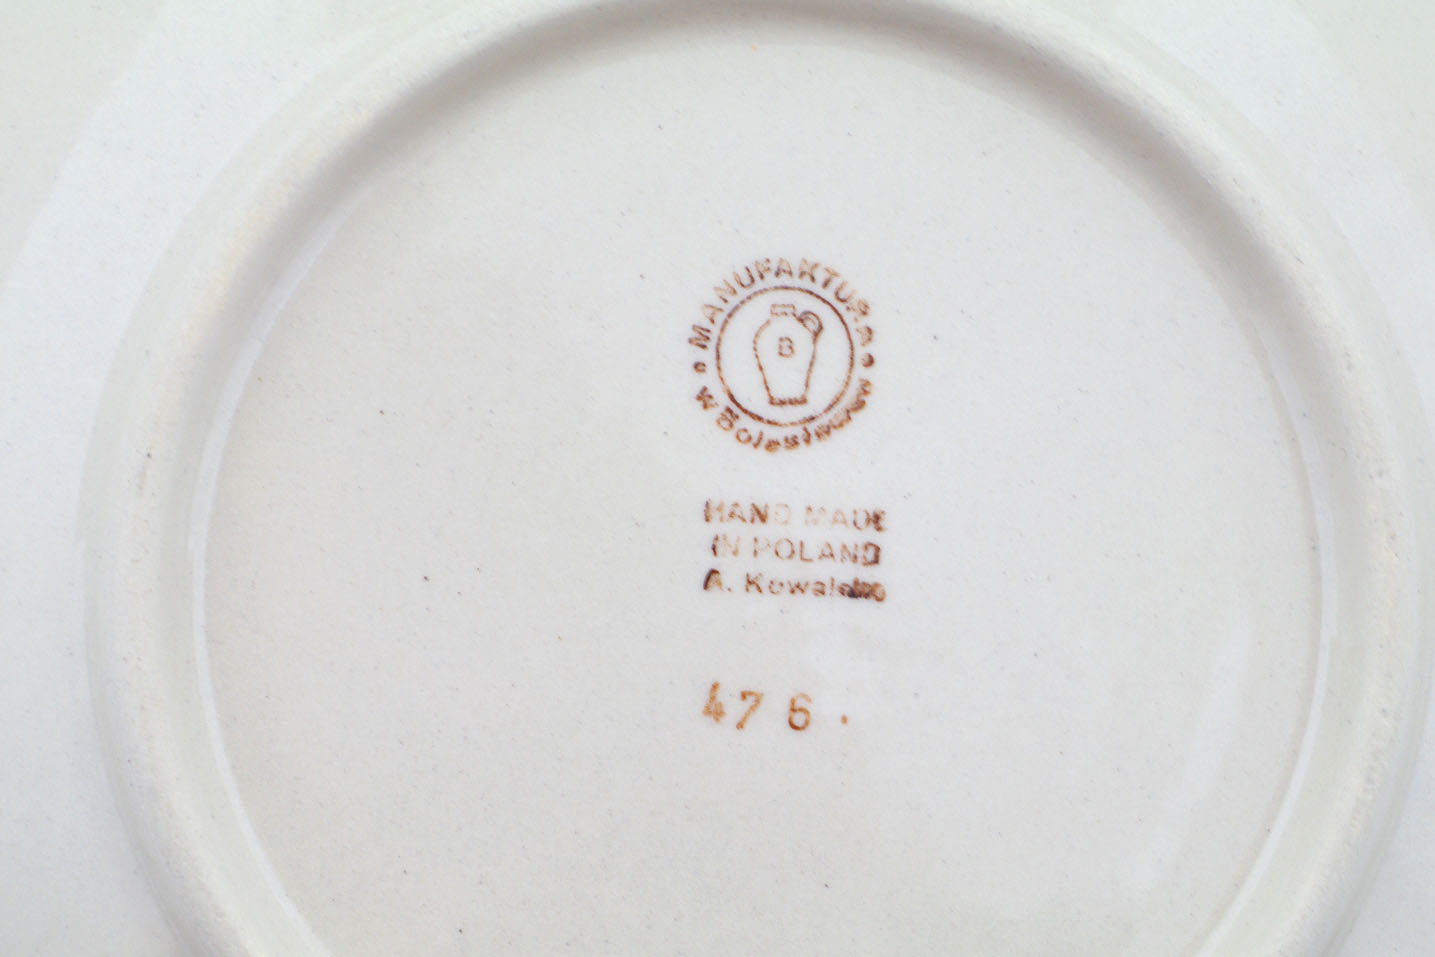 MANUFAKTURA
B
w Bolesławcu
HAND MADE
IN POLAND
A.
476.